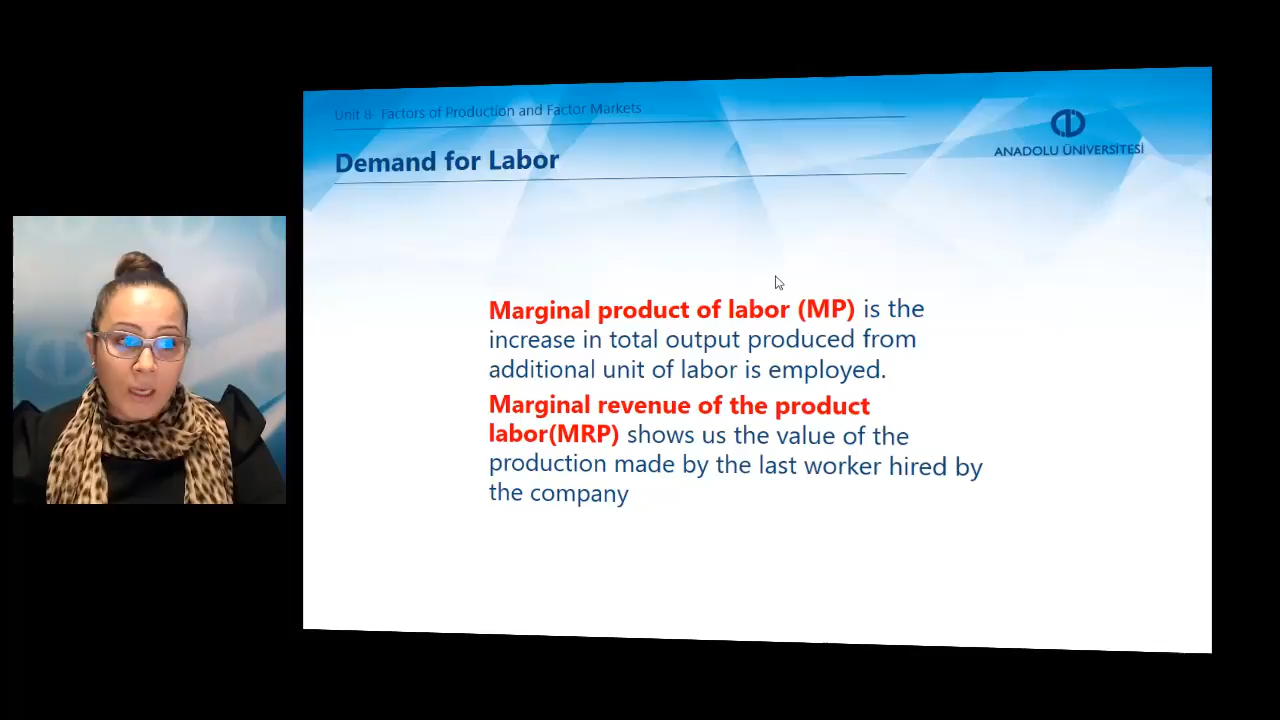 Unit 8 Factors of Production and Factor Markets
ANADOLU ÜNİVERSİTESİ
Demand for Labor
Marginal product of labor (MP) is the
increase in total output produced from
additional unit of labor is employed.
Marginal revenue of the product
labor(MRP) shows us the value of the
production made by the last worker hired by
the company